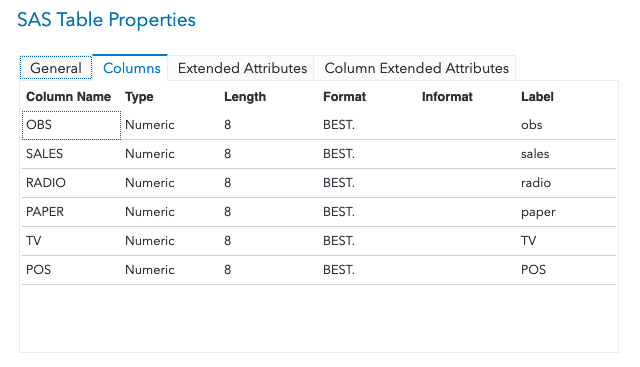 SAS Table Properties
General Columns Extended Attributes Column Extended Attributes
Column Name Type Length Format Informat Label
OBS Numeric 8 BEST. obs
SALES Numeric 8 BEST. sales
RADIO Numeric 8 BEST. radio
PAPER Numeric 8 BEST. paper
TV Numeric 8 BEST. TV
POS Numeric 8 BEST. POS